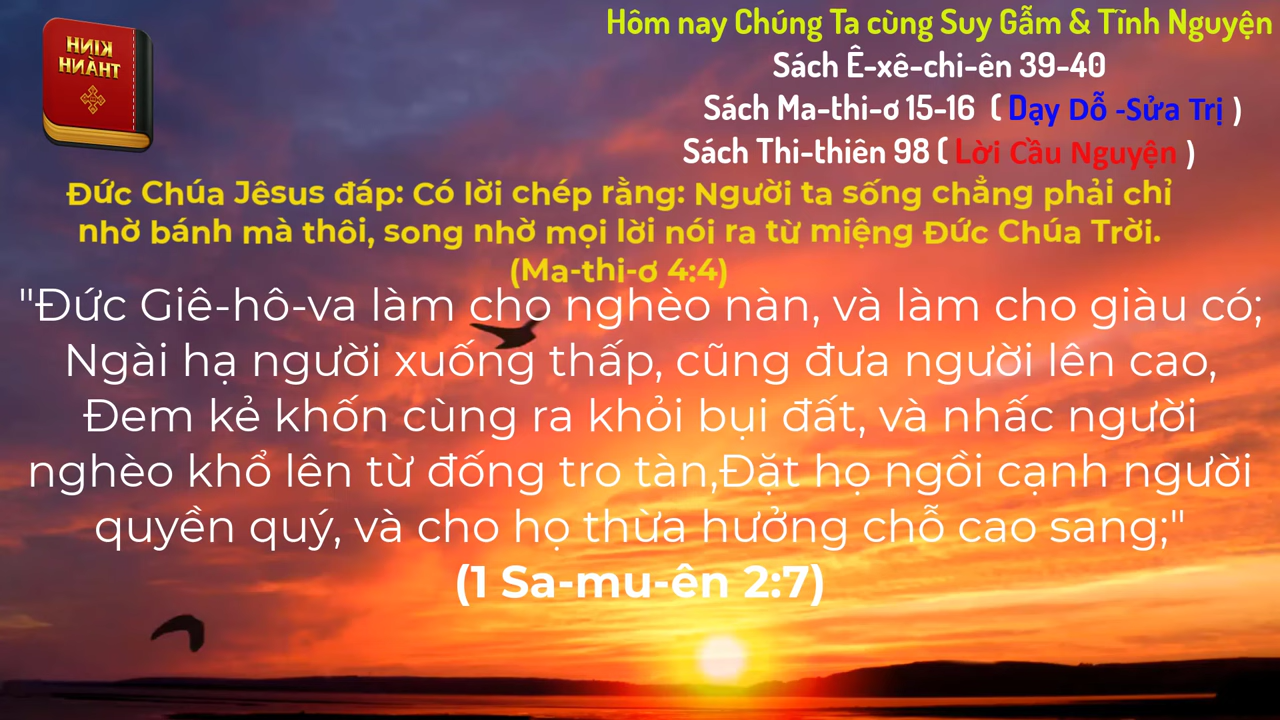 KINH
THÀNH
Hôm nay Chúng Ta cùng Suy Gẫm & Tĩnh Nguyện
Sách Ê-xê-chi-ên 39-40
Sách Ma-thi-ơ 15-16 ( Dạy Dỗ -Sửa Trị )
Sách Thi-thiên 98 ( Lời Cầu Nguyện )
Đức Chúa Jêsus đáp: Có lời chép rằng: Người ta sống chẳng phải chỉ
nhờ bánh mà thôi, song nhờ mọi lời nói ra từ miệng Đức Chúa Trời.
(Ma-thi-ơ 4:4)
"Đức Giê-hô-va làm cho nghèo nàn, và làm cho giàu có;
Ngài hạ người xuống thấp, cũng đưa người lên cao,
Đem kẻ khốn cùng ra khỏi bụi đất, và nhấc người
nghèo khổ lên từ đống tro tàn,Đặt họ ngồi cạnh người
quyền quý, và cho họ thừa hưởng chỗ cao sang;"
(1 Sa-mu-ên 2:7)